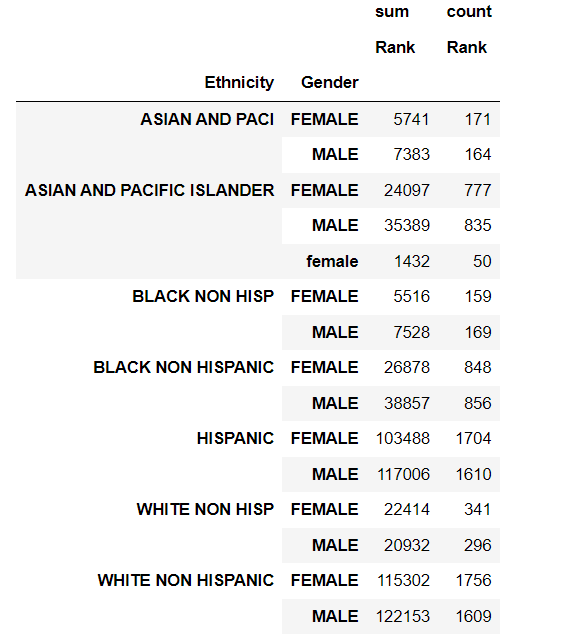 sum count
Rank Rank
Ethnicity Gender
ASIAN AND PACI FEMALE 5741 171
MALE 7383 164
ASIAN AND PACIFIC ISLANDER FEMALE 24097 777
MALE 35389 835
female 1432 50
BLACK NON HISP FEMALE 5516 159
MALE 7528 169
BLACK NON HISPANIC FEMALE 26878 848
MALE 38857 856
HISPANIC FEMALE 103488 1704
MALE 117006 1610
WHITE NON HISP FEMALE 22414 341
MALE 20932 296
WHITE NON HISPANIC FEMALE 115302 1756
MALE 122153 1609